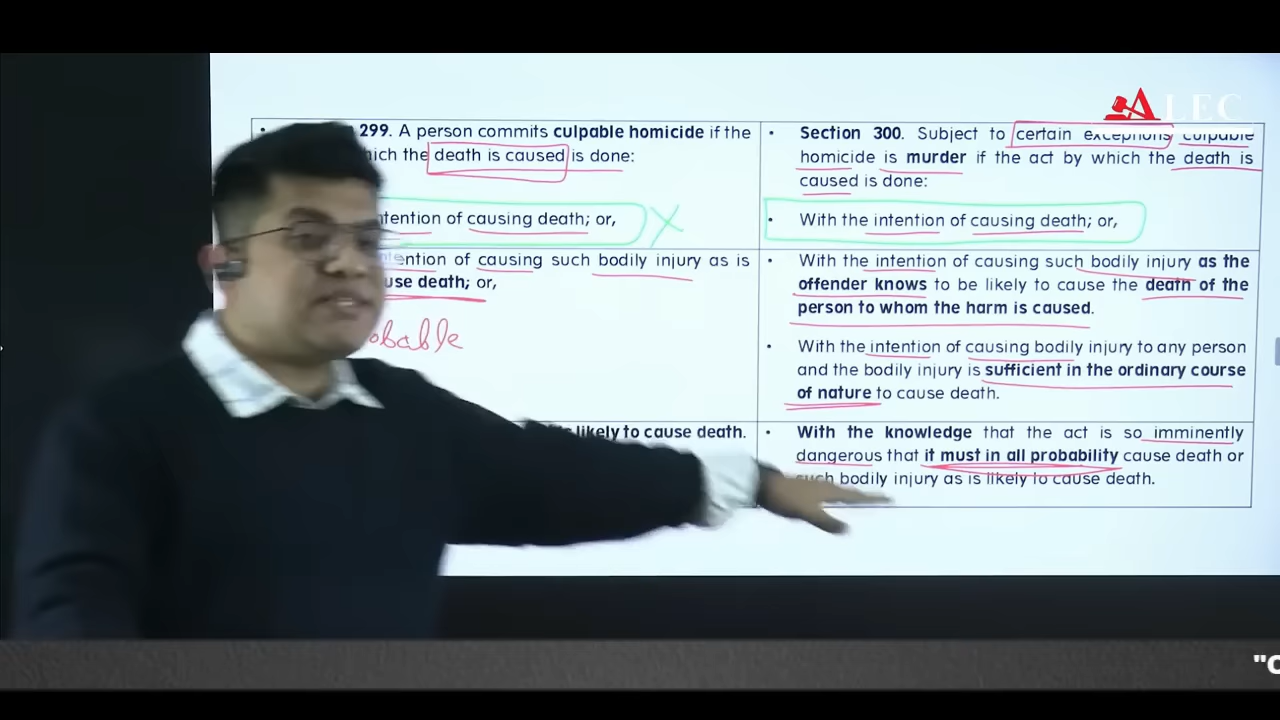 ALEC
299. A person commits culpable homicide if the
the death is caused is done:
of causing death; or,
of causing such bodily injury as is
death; or,
likely to cause death.
• Section 300. Subject to certain exceptions culpable
homicide is murder if the act by which the death is
caused is done:
• With the intention of causing death; or,
• With the intention of causing such bodily injury as the
offender knows to be likely to cause the death of the
person to whom the harm is caused.
• With the intention of causing bodily injury to any person
and the bodily injury is sufficient in the ordinary course
of nature to cause death.
• With the knowledge that the act is so imminently
dangerous that it must in all probability cause death or
such bodily injury as is likely to cause death.